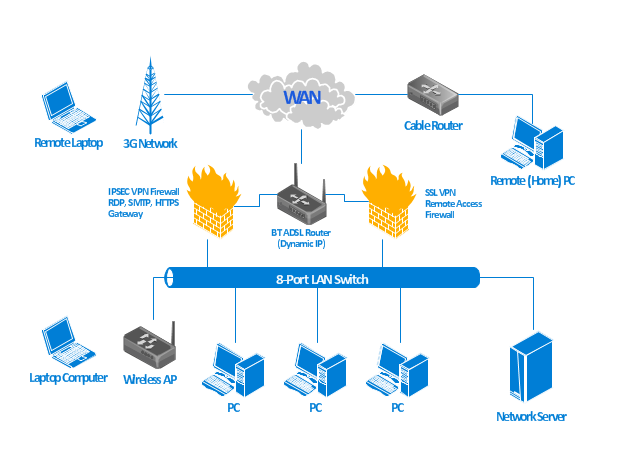 WAN
Remote Laptop
3G Network
Cable Router
Remote (Home) PC
IPSEC VPN Firewall
RDP, SMTP, HTTPS
Gateway
BT ADSL Router
(Dynamic IP)
SSL VPN
Remote Access
Firewall
8-Port LAN Switch
Laptop Computer
Wireless AP
PC
PC
PC
Network Server